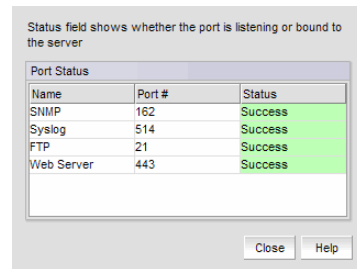 Status field shows whether the port is listening or bound to
the server
Port Status
Name Port # Status
SNMP 162 Success
Syslog 514 Success
FTP 21 Success
Web Server 443 Success
Close Help